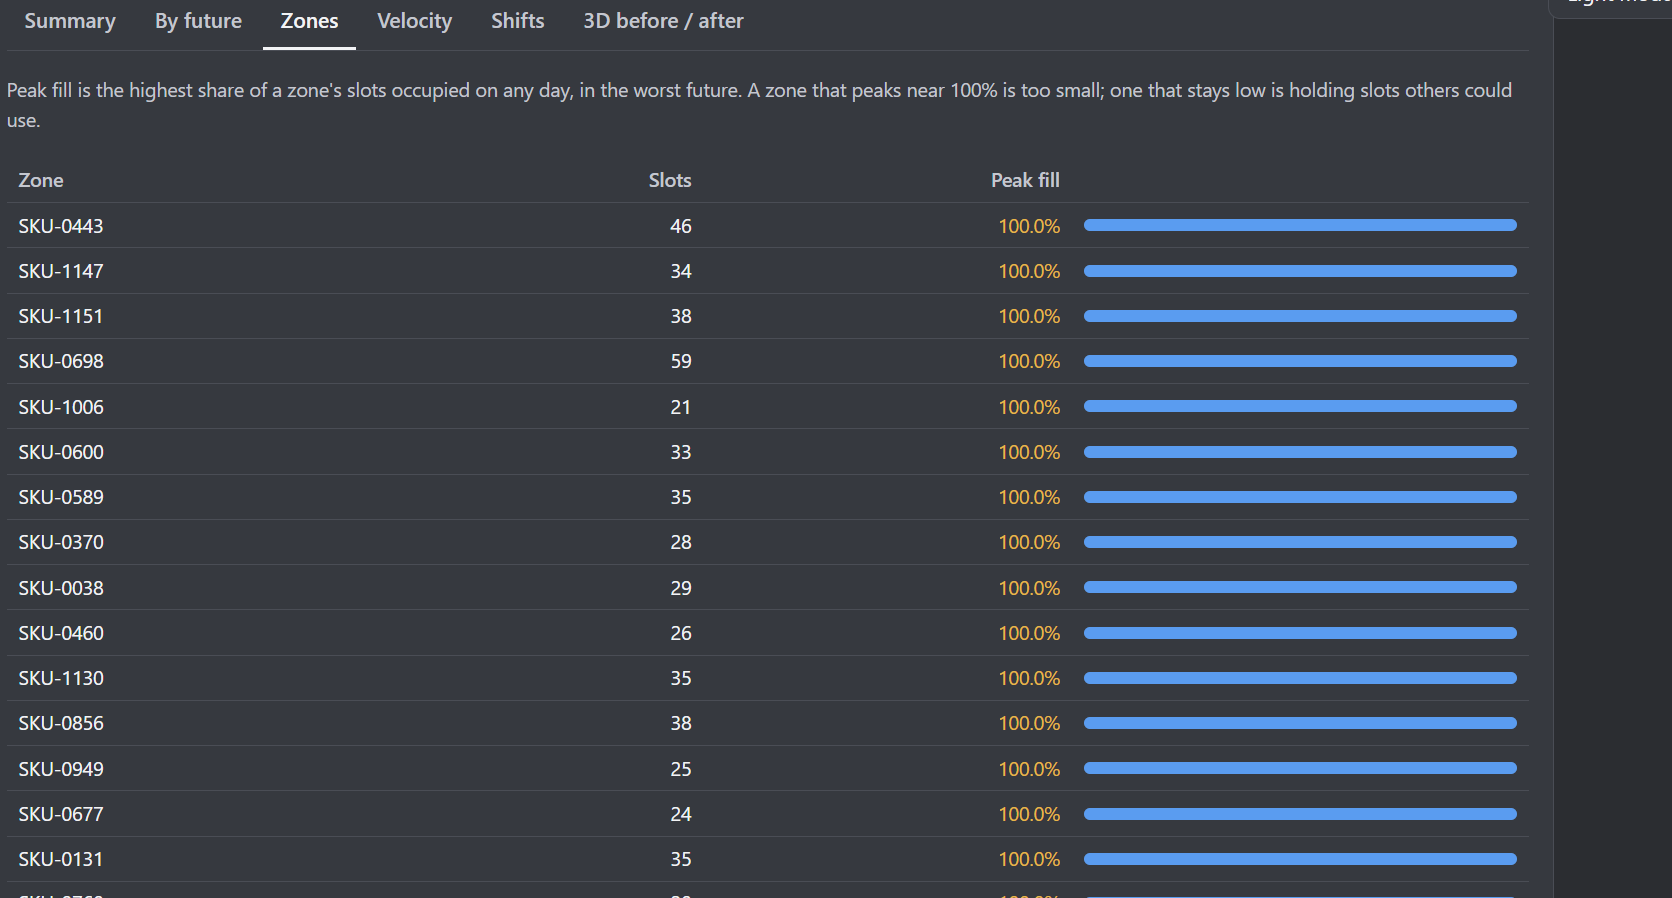 Summary By future Zones Velocity Shifts 3D before / after
Peak fill is the highest share of a zone's slots occupied on any day, in the worst future. A zone that peaks near 100% is too small; one that stays low is holding slots others could
use.
Zone Slots Peak fill
SKU-0443 46 100.0%
SKU-1147 34 100.0%
SKU-1151 38 100.0%
SKU-0698 59 100.0%
SKU-1006 21 100.0%
SKU-0600 33 100.0%
SKU-0589 35 100.0%
SKU-0370 28 100.0%
SKU-0038 29 100.0%
SKU-0460 26 100.0%
SKU-1130 35 100.0%
SKU-0856 38 100.0%
SKU-0949 25 100.0%
SKU-0677 24 100.0%
SKU-0131 35 100.0%